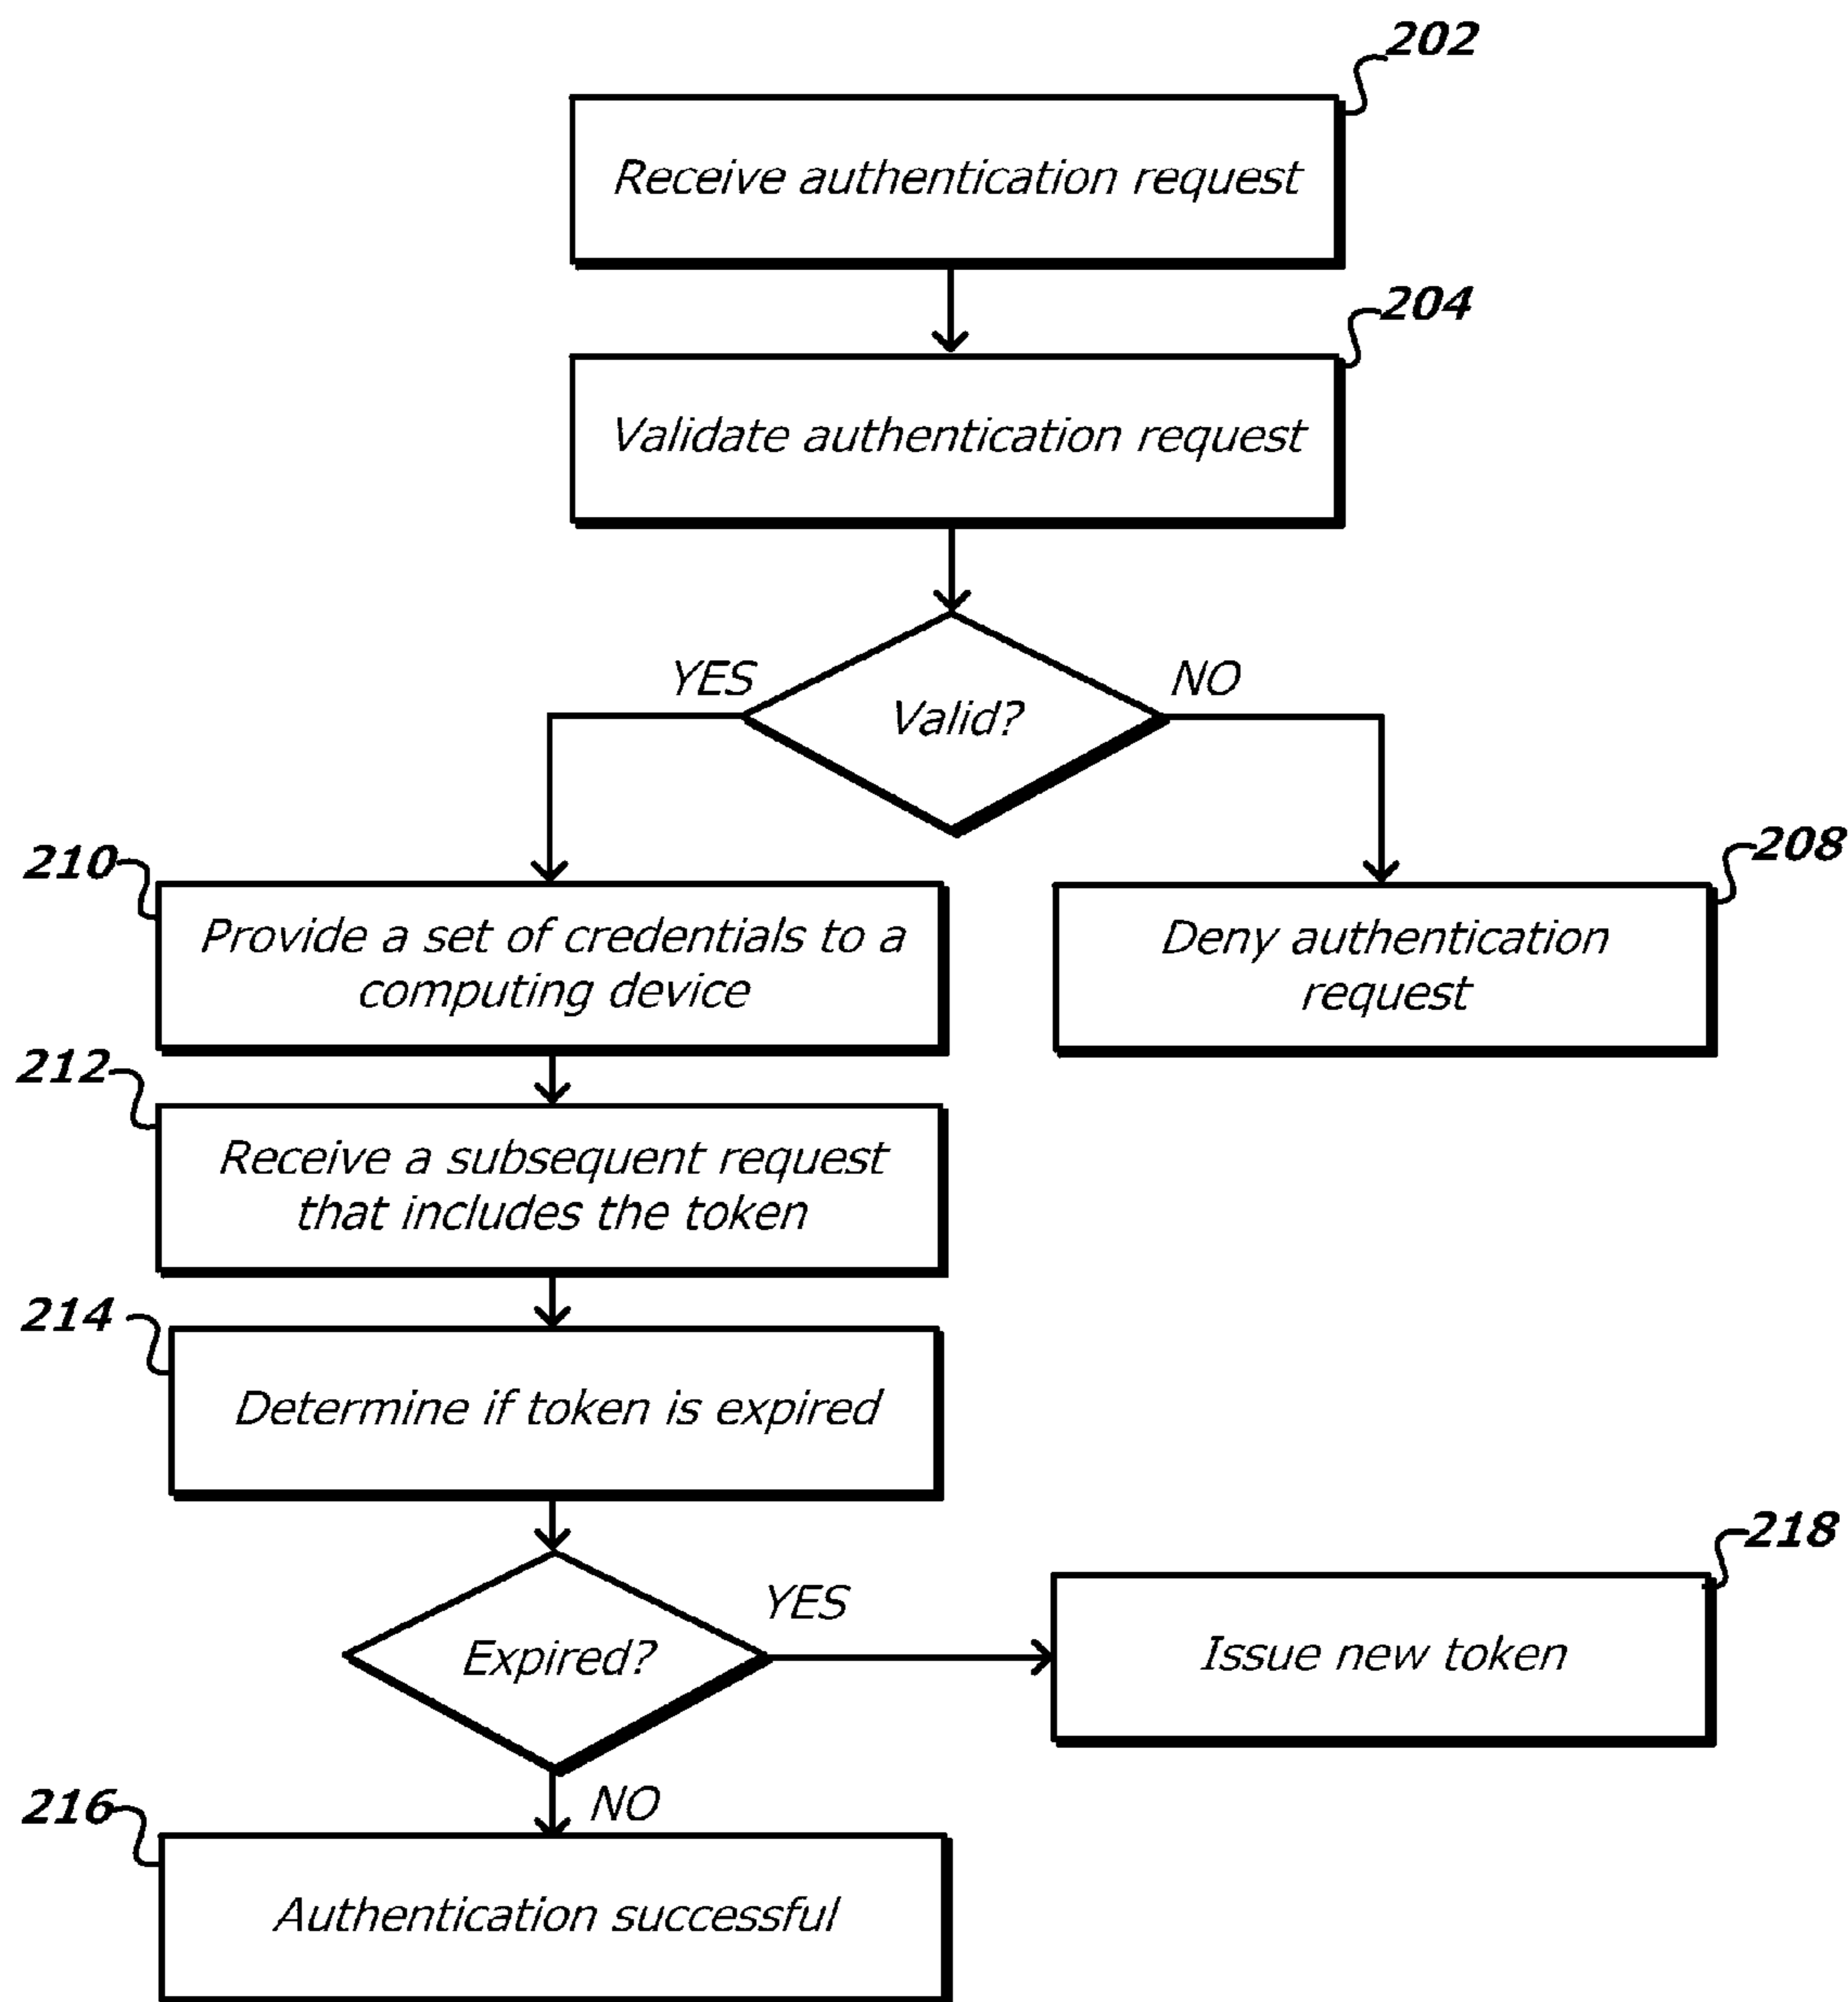 202
Receive authentication request
204
Validate authentication request
YES
NO
Valid?
210
208
Provide a set of credentials to a
computing device
Deny authentication
request
212
Receive a subsequent request
that includes the token
214
Determine if token is expired
218
YES
Expired?
Issue new token
216
NO
Authentication successful